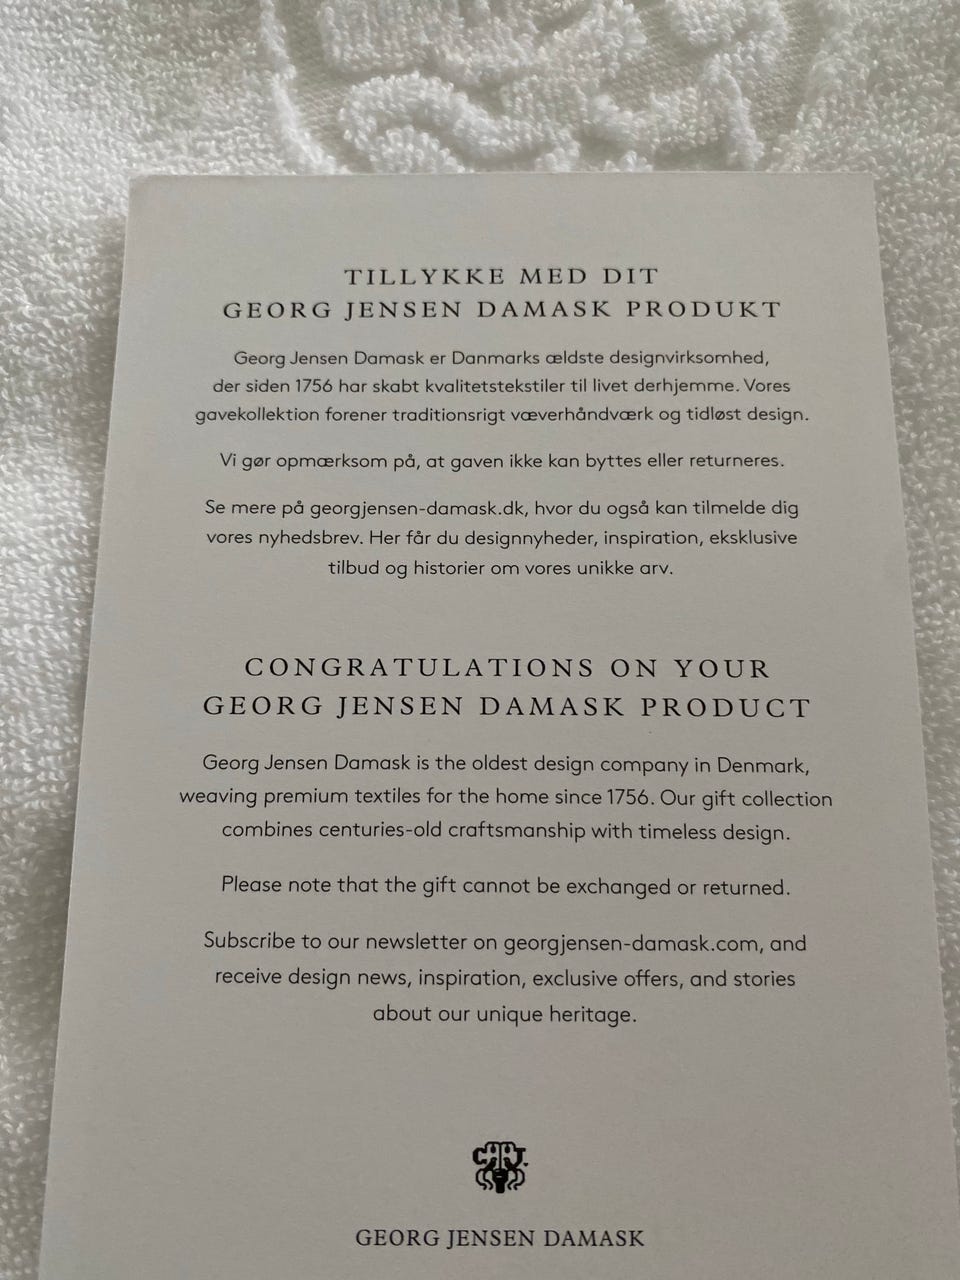 TILLYKKE MED DIT
GEORG JENSEN DAMASK PRODUKT
Georg Jensen Damask er Danmarks ældste designvirksomhed,
der siden 1756 har skabt kvalitetstekstiler til livet derhjemme. Vores
gavekollektion forener traditionsrigt væverhåndværk og tidløst design.
Vi gør opmærksom på, at gaven ikke kan byttes eller returneres.
Se mere på georgjensen-damask.dk, hvor du også kan tilmelde dig
vores nyhedsbrev. Her får du designnyheder, inspiration, eksklusive
tilbud og historier om vores unikke arv.
CONGRATULATIONS ON YOUR
GEORG JENSEN DAMASK PRODUCT
Georg Jensen Damask is the oldest design company in Denmark,
weaving premium textiles for the home since 1756. Our gift collection
combines centuries-old craftsmanship with timeless design.
Please note that the gift cannot be exchanged or returned.
Subscribe to our newsletter on georgjensen-damask.com, and
receive design news, inspiration, exclusive offers, and stories
about our unique heritage.
GEORG JENSEN DAMASK